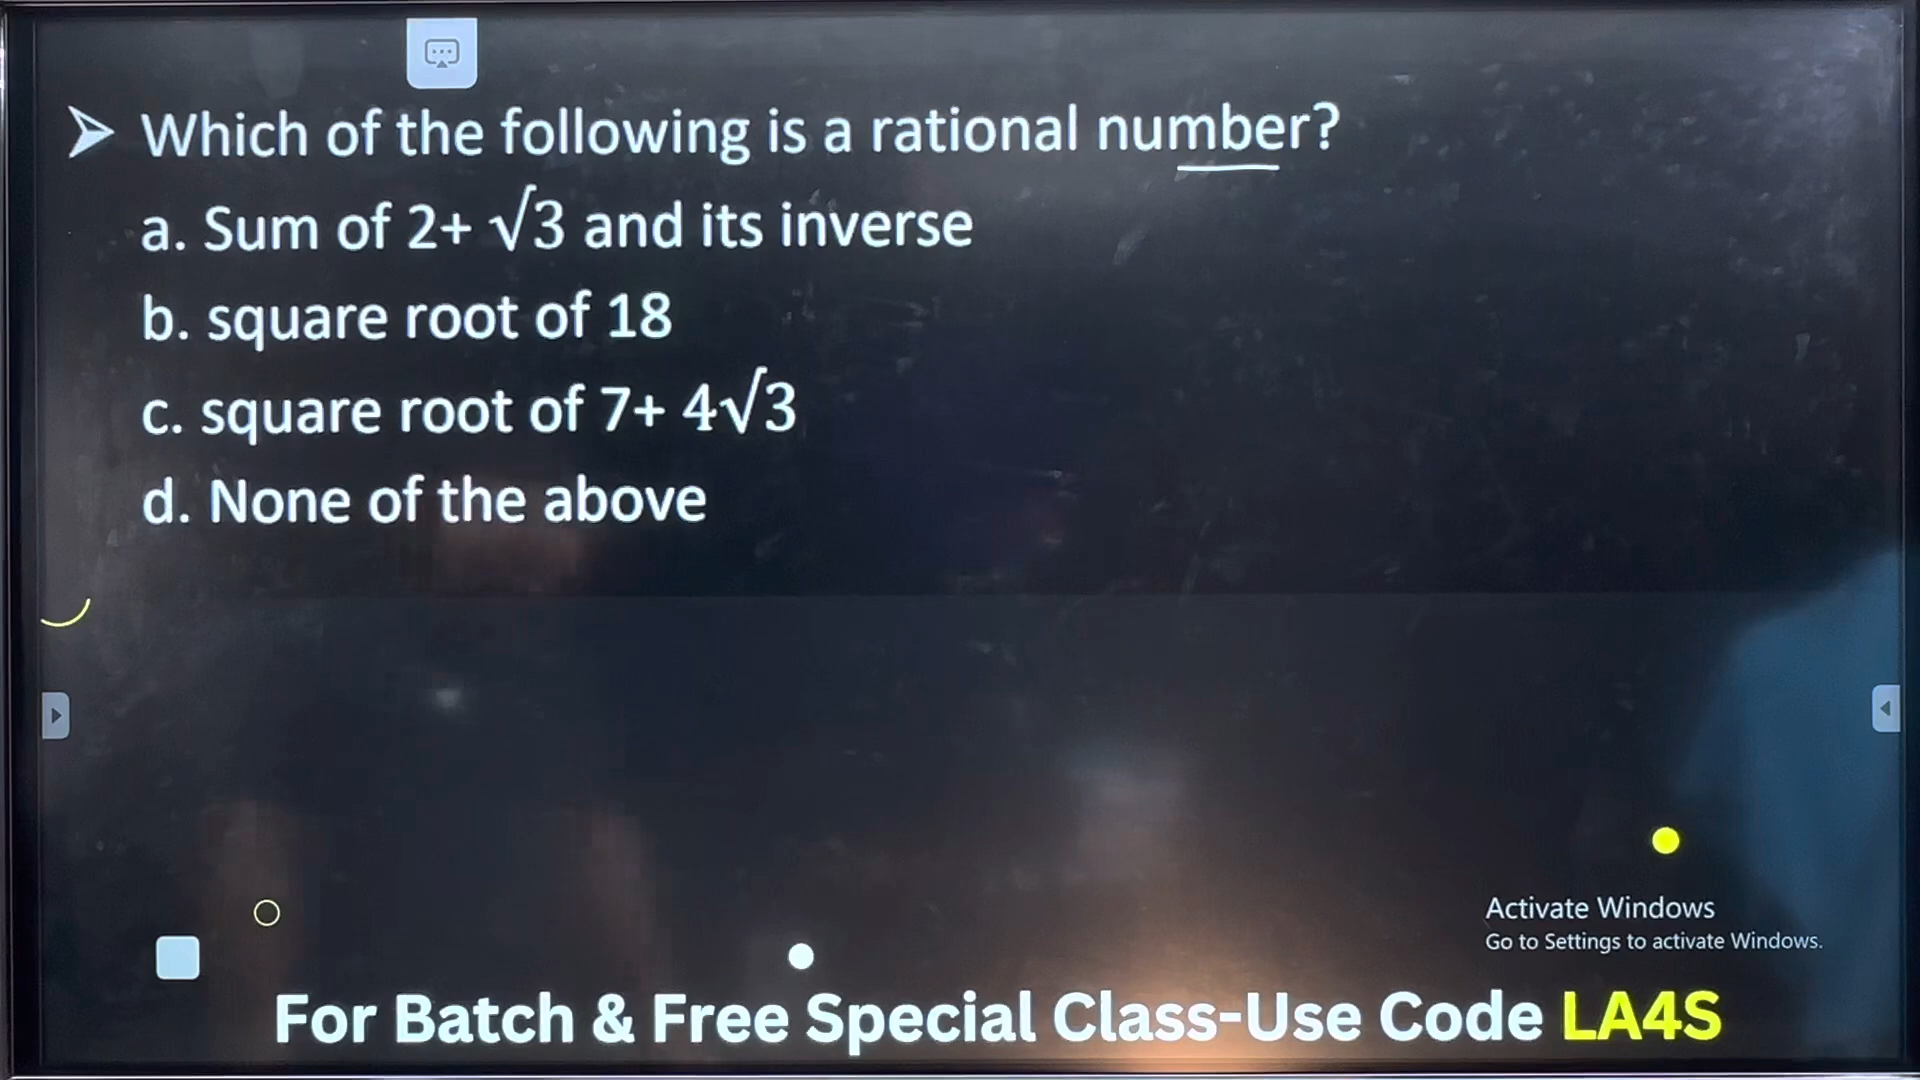 ➢ Which of the following is a rational number?
a. Sum of 2+ √3 and its inverse
b. square root of 18
c. square root of 7+ 4√3
d. None of the above
Activate Windows
Go to Settings to activate Windows.
For Batch & Free Special Class-Use Code LA4S